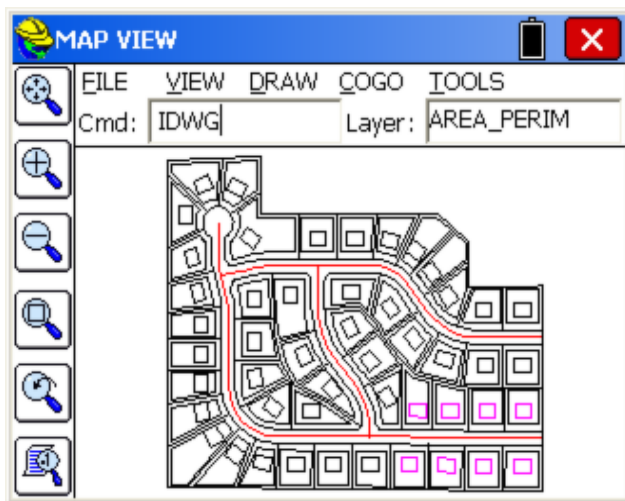 MAP VIEW
FILE VIEW DRAW COGO TOOLS
Cmd: IDWG Layer: AREA_PERIM